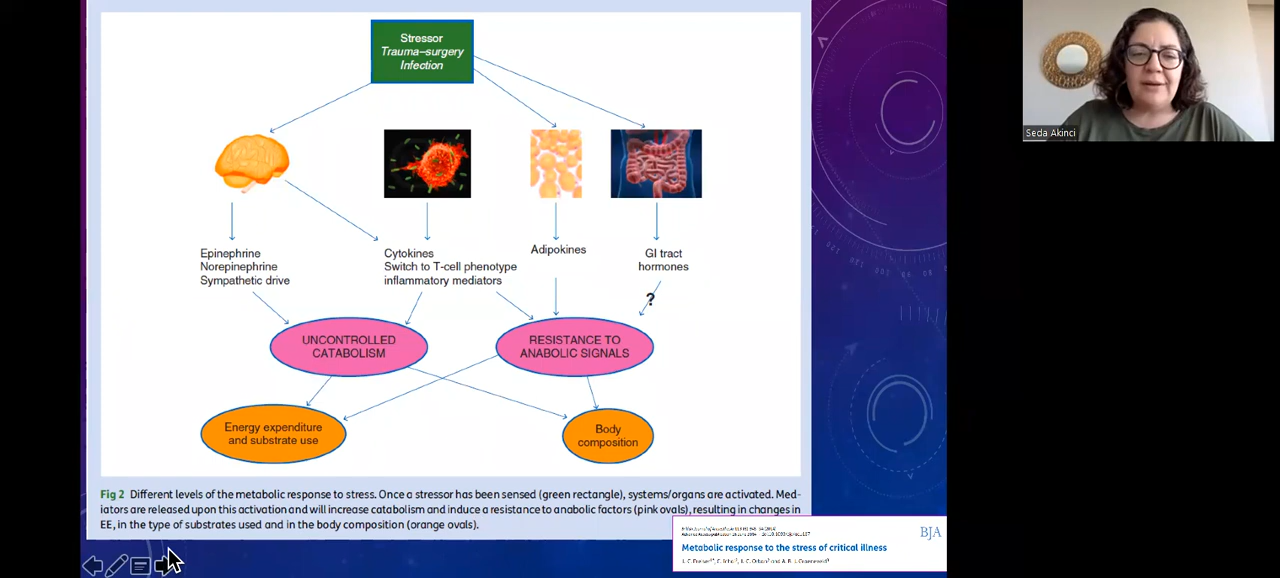 Stressor
Trauma–surgery
Infection
Seda Akinci
Epinephrine
Norepinephrine
Sympathetic drive
Cytokines
Switch to T-cell phenotype
inflammatory mediators
Adipokines
GI tract
hormones
?
UNCONTROLLED
CATABOLISM
RESISTANCE TO
ANABOLIC SIGNALS
Energy expenditure
and substrate use
Body
composition
Fig 2 Different levels of the metabolic response to stress. Once a stressor has been sensed (green rectangle), systems/organs are activated. Med-
iators are released upon this activation and will increase catabolism and induce a resistance to anabolic factors (pink ovals), resulting in changes in
EE, in the type of substrates used and in the body composition (orange ovals).
BJA
Metabolic response to the stress of critical illness